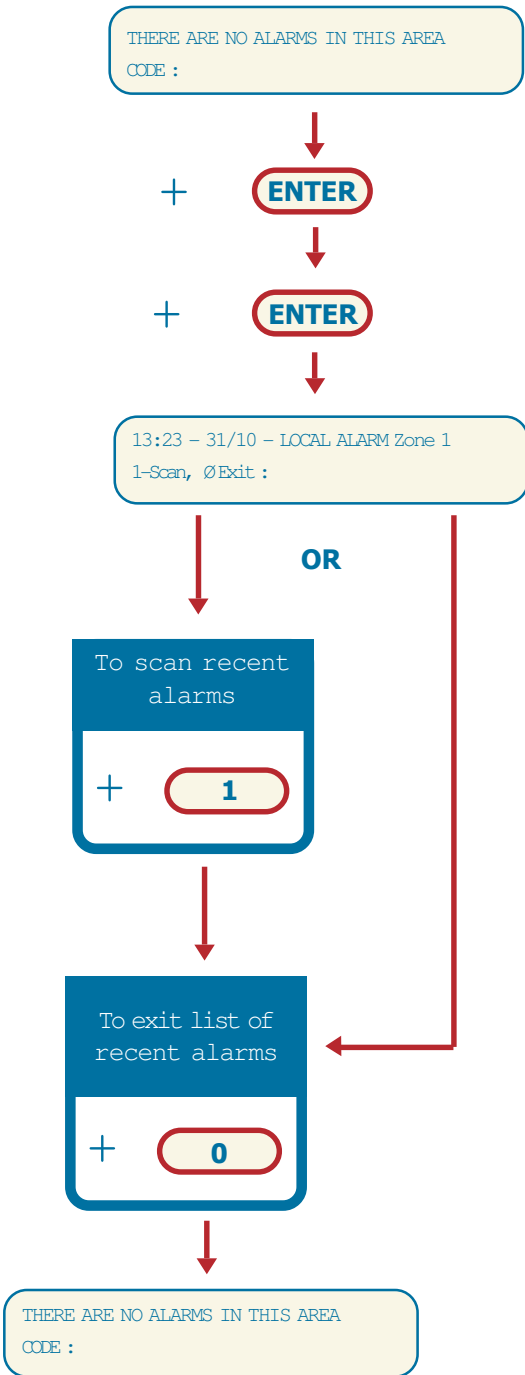 THERE ARE NO ALARMS IN THIS AREA
CODE :
+ ENTER
+ ENTER
13:23 – 31/10 – LOCAL ALARM Zone 1
1–Scan, Ø Exit :
OR
To scan recent
alarms
+ 1
To exit list of
recent alarms
+ 0
THERE ARE NO ALARMS IN THIS AREA
CODE :